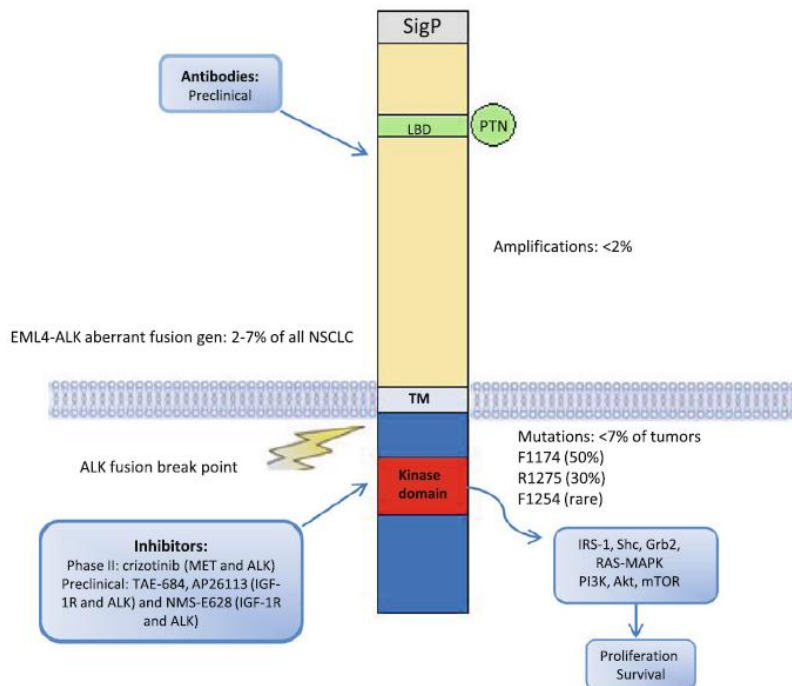 SigP
Antibodies:
Preclinical
LBD
PTN
Amplifications: <2%
EML4-ALK aberrant fusion gen: 2-7% of all NSCLC
TM
ALK fusion break point
Kinase
domain
Mutations: <7% of tumors
F1174 (50%)
R1275 (30%)
F1254 (rare)
Inhibitors:
Phase II: crizotinib (MET and ALK)
Preclinical: TAE-684, AP26113 (IGF-
1R and ALK) and NMS-E628 (IGF-1R
and ALK)
IRS-1, Shc, Grb2,
RAS-MAPK
PI3K, Akt, mTOR
Proliferation
Survival